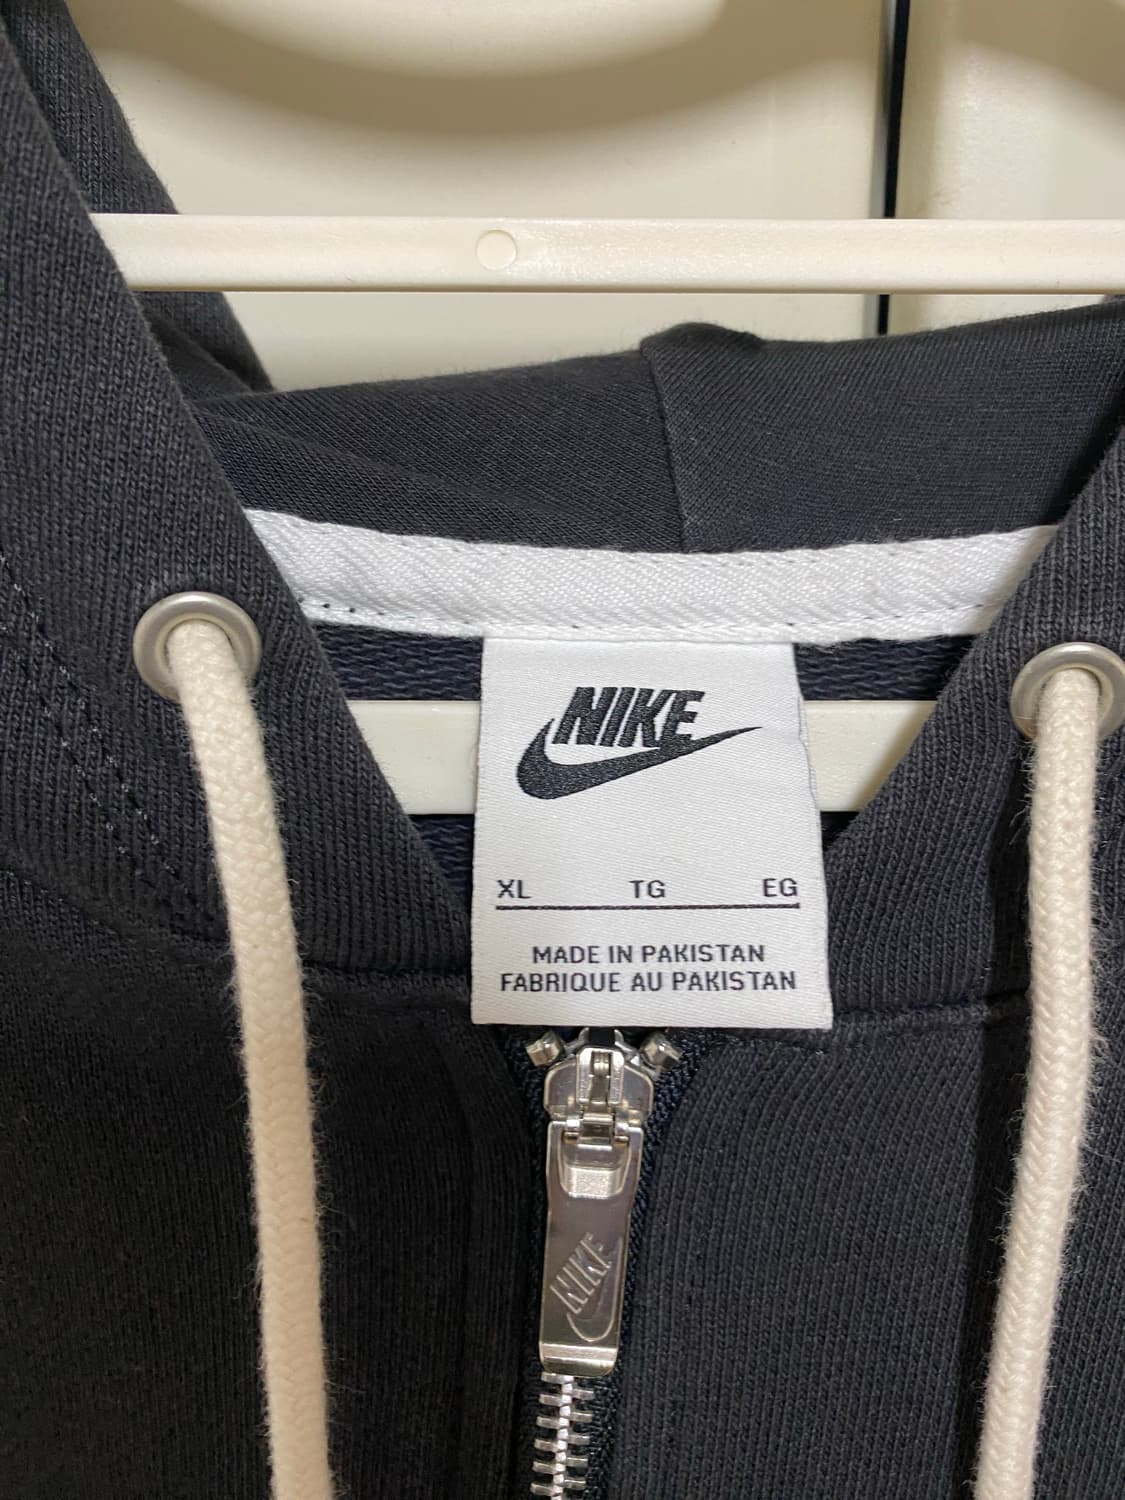 NIKE
XL TG EG
MADE IN PAKISTAN
FABRIQUE AU PAKISTAN
NIKE